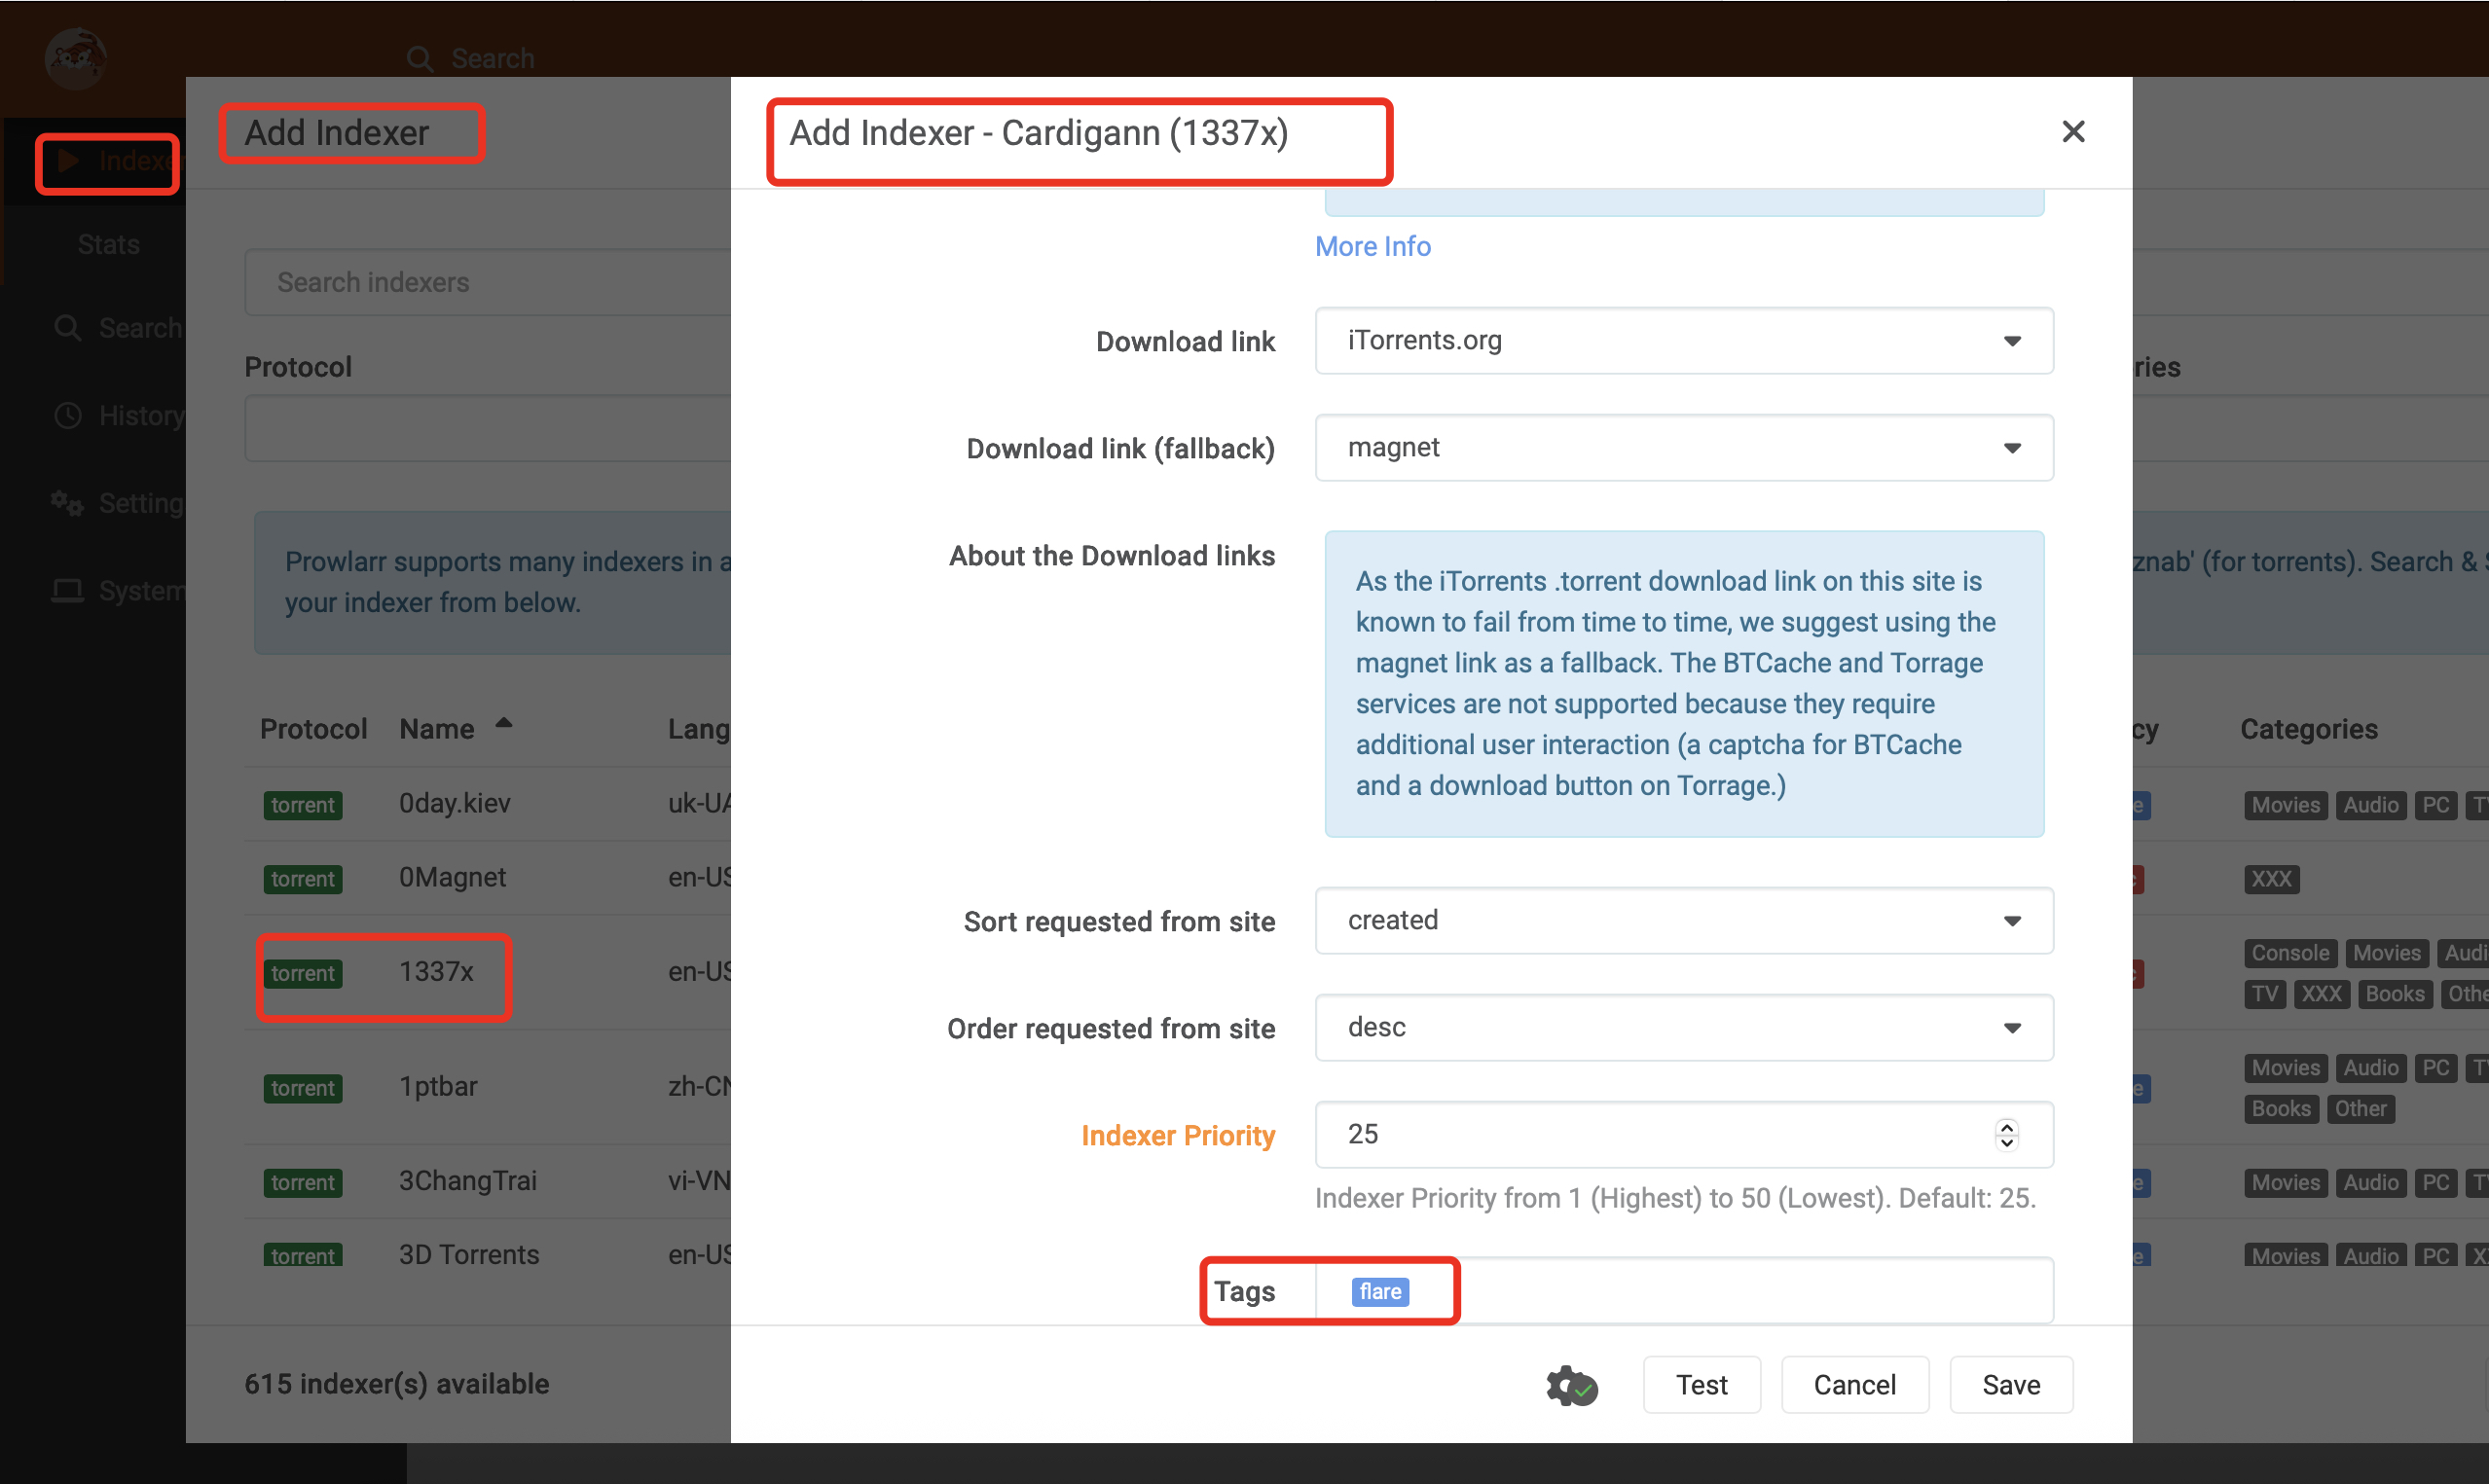 Search
Add Indexer
Add Indexer - Cardigann (1337x)
Indexer
Stats
Search
History
Setting
System
Search indexers
Protocol
ries
Prowlarr supports many indexers in a
your indexer from below.
znab' (for torrents). Search &
Protocol Name Lang
cy Categories
torrent 0day.kiev uk-UA
e Movies Audio PC T
torrent 0Magnet en-US
c XXX
torrent 1337x en-US
c Console Movies Audi
TV XXX Books Othe
torrent 1ptbar zh-CN
e Movies Audio PC T
Books Other
torrent 3ChangTrai vi-VN
e Movies Audio PC T
torrent 3D Torrents en-US
e Movies Audio PC X
615 indexer(s) available
More Info
Download link iTorrents.org
Download link (fallback) magnet
About the Download links
As the iTorrents .torrent download link on this site is
known to fail from time to time, we suggest using the
magnet link as a fallback. The BTCache and Torrage
services are not supported because they require
additional user interaction (a captcha for BTCache
and a download button on Torrage.)
Sort requested from site created
Order requested from site desc
Indexer Priority 25
Indexer Priority from 1 (Highest) to 50 (Lowest). Default: 25.
Tags flare
Test Cancel Save